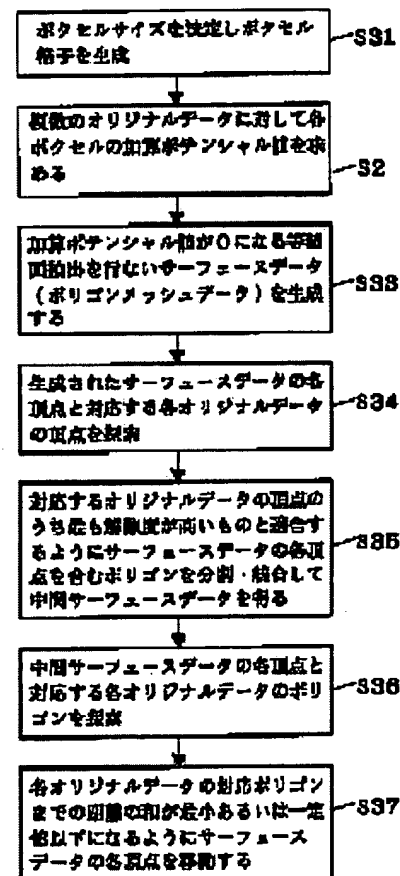 ボクセルサイズを決定しボクセル
格子を生成
S31
複数のオリジナルデータに対して各
ボクセルの加算ポテンシャル値を求
める
S2
加算ポテンシャル値が0になる等値
面抽出を行ないサーフェースデータ
(ポリゴンメッシュデータ)を生成
する
S33
生成されたサーフェースデータの各
頂点と対応する各オリジナルデータ
の頂点を探索
S34
対応するオリジナルデータの頂点の
うち最も解像度が高いものと適合す
るようにサーフェースデータの各頂
点を含むポリゴンを分割・統合して
中間サーフェースデータを得る
S35
中間サーフェースデータの各頂点と
対応する各オリジナルデータのポリ
ゴンを探索
S36
各オリジナルデータの対応ポリゴン
までの距離の和が最小あるいは一定
値以下になるようにサーフェース
データの各頂点を移動する
S37